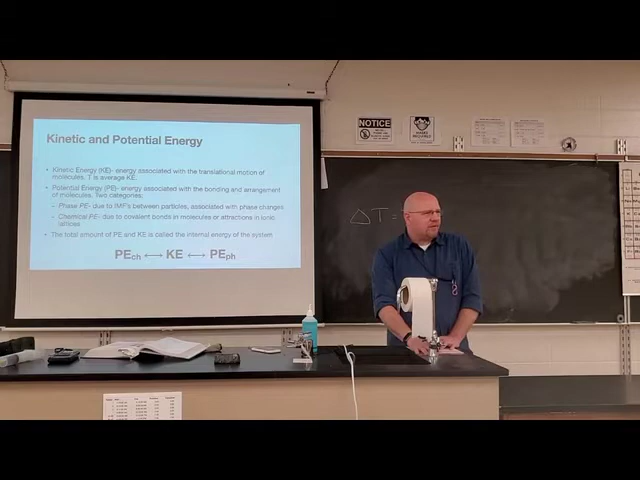 Kinetic and Potential Energy
• Kinetic Energy (KE)- energy associated with the translational motion of
molecules. T is average KE.
• Potential Energy (PE)- energy associated with the bonding and arrangement
of molecules. Two categories;
• Phase PE- due to IMF's between particles, associated with phase changes
• Chemical PE- due to covalent bonds in molecules or attractions in ionic
lattices
• The total amount of PE and KE is called the internal energy of the system
PEch ⟷ KE ⟷ PEph
ΔT=
NOTICE